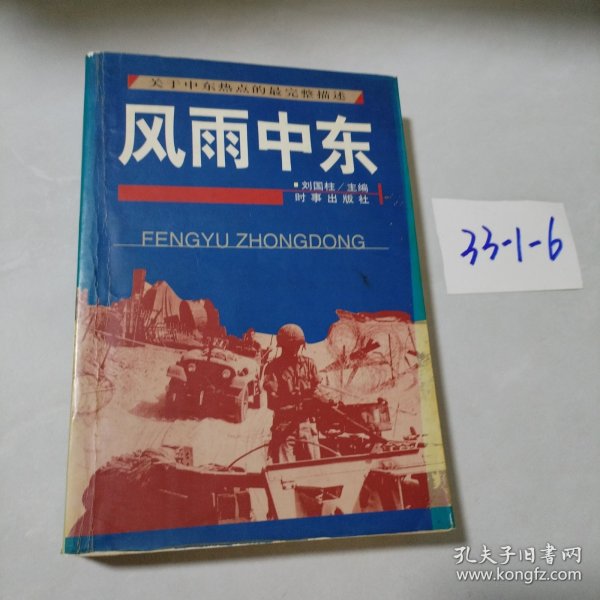 关于中东热点的最完整描述
风雨中东
刘国柱／主编
时事出版社
FENGYU ZHONGDONG
33-1-6
孔夫子旧书网
www.kongfz.com